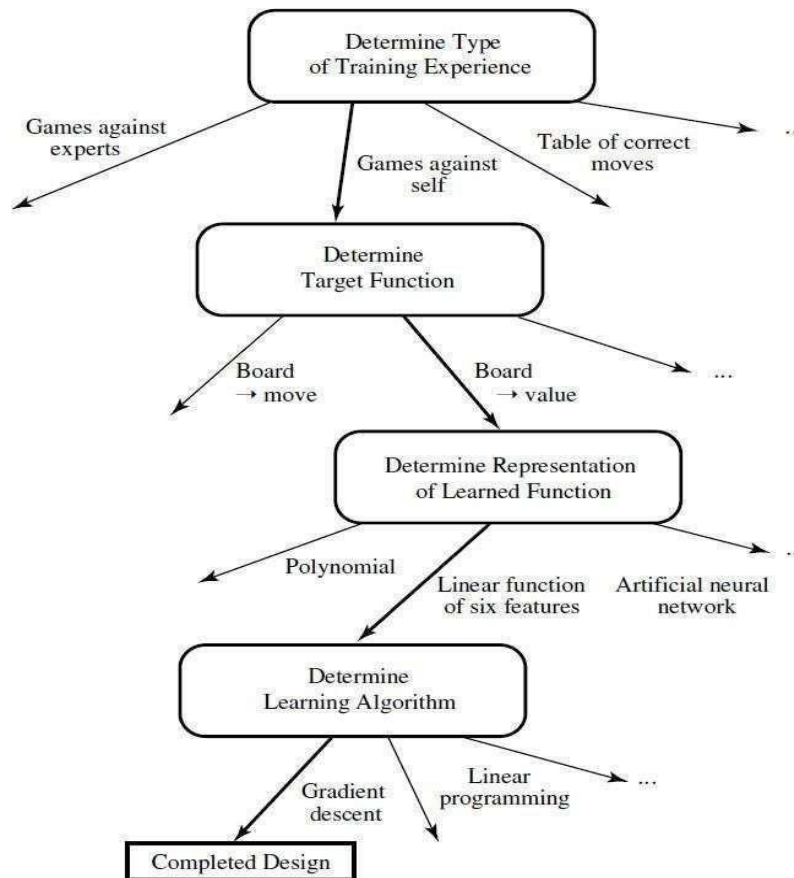 Determine Type
of Training Experience
Games against
experts
Games against
self
Table of correct
moves
...
Determine
Target Function
Board
→ move
Board
→ value
...
Determine Representation
of Learned Function
Polynomial
Linear function
of six features
Artificial neural
network
...
Determine
Learning Algorithm
Gradient
descent
Linear
programming
...
Completed Design